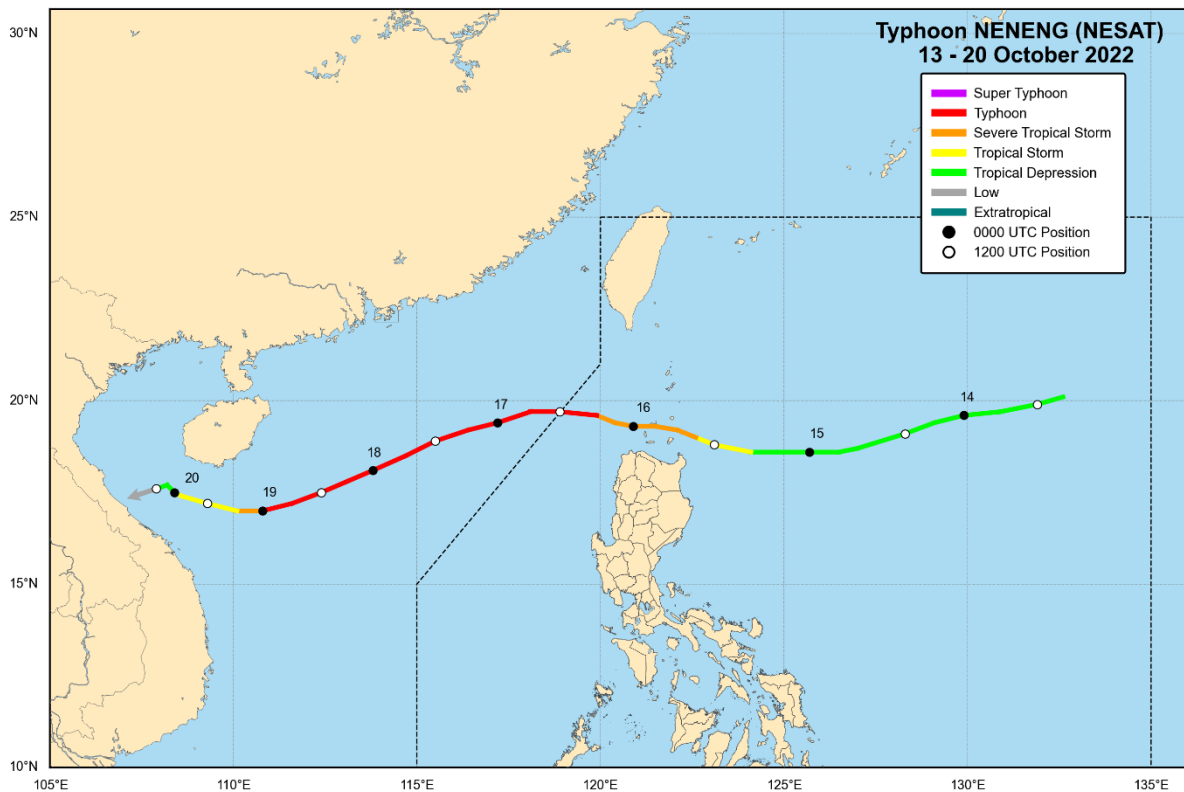 Typhoon NENENG (NESAT)
13 - 20 October 2022
Super Typhoon
Typhoon
Severe Tropical Storm
Tropical Storm
Tropical Depression
Low
Extratropical
0000 UTC Position
1200 UTC Position
30°N
25°N
20°N
15°N
10°N
14
15
16
17
18
19
20
105°E
110°E
115°E
120°E
125°E
130°E
135°E